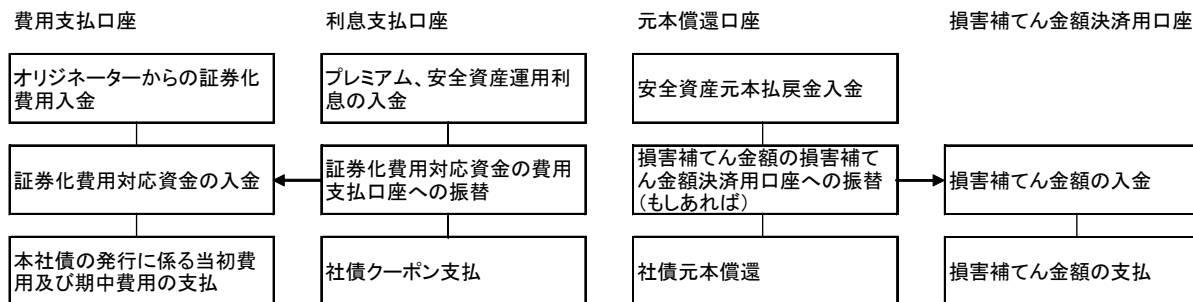 費用支払口座
利息支払口座
元本償還口座
損害補てん金額決済用口座
オリジネーターからの証券化
費用入金
プレミアム、安全資産運用利
息の入金
安全資産元本払戻金入金
証券化費用対応資金の入金
証券化費用対応資金の費用
支払口座への振替
損害補てん金額の損害補て
ん金額決済用口座への振替
(もしあれば)
損害補てん金額の入金
本社債の発行に係る当初費
用及び期中費用の支払
社債クーポン支払
社債元本償還
損害補てん金額の支払